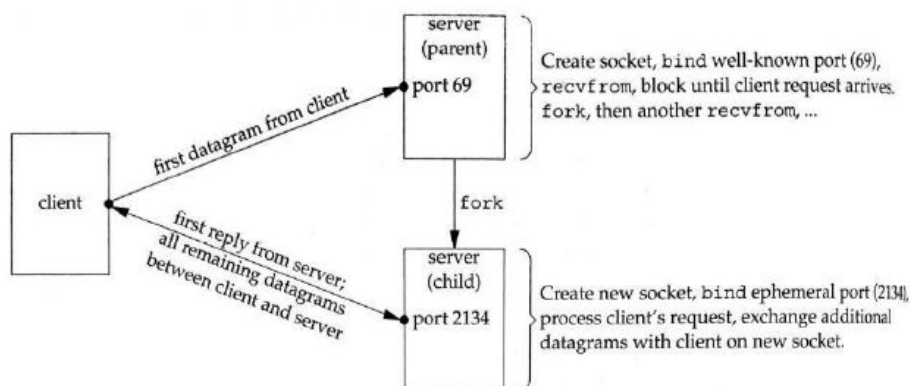 server
(parent)
port 69
Create socket, bind well-known port (69),
recvfrom, block until client request arrives,
fork, then another recvfrom, ...
first datagram from client
client
fork
first reply from server;
all remaining datagrams
between client and server
server
(child)
port 2134
Create new socket, bind ephemeral port (2134),
process client's request, exchange additional
datagrams with client on new socket.